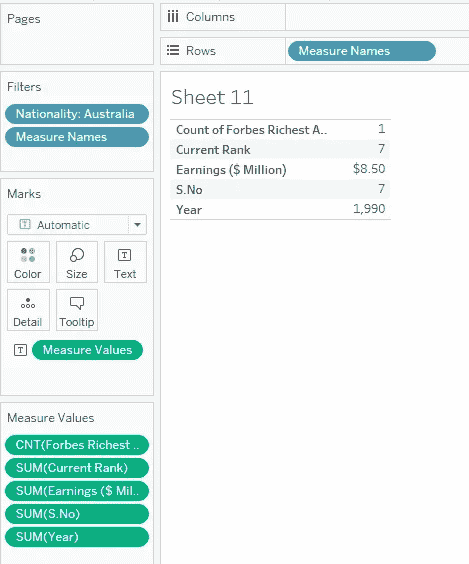 Pages
Columns
Rows
Measure Names
Filters
Nationality: Australia
Measure Names
Marks
Automatic
Color
Size
Text
Detail
Tooltip
Measure Values
Measure Values
CNT(Forbes Richest ..
SUM(Current Rank)
SUM(Earnings ($ Mil..
SUM(S.No)
SUM(Year)
Sheet 11
Count of Forbes Richest A.. 1
Current Rank 7
Earnings ($ Million) $8.50
S.No 7
Year 1,990